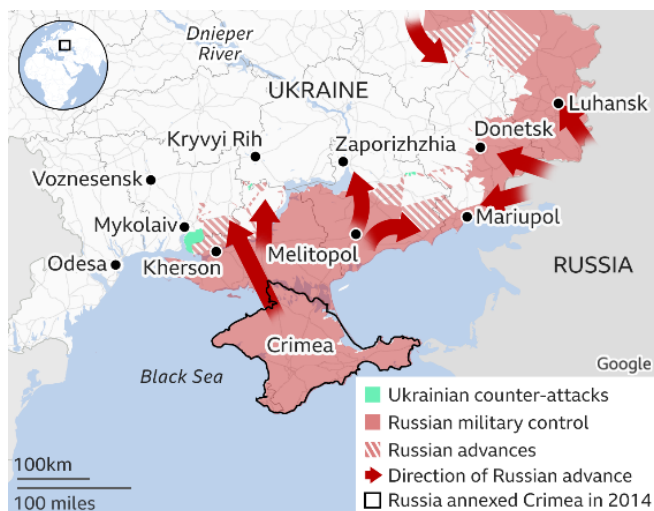 Dnieper
River
UKRAINE
Luhansk
Kryvyi Rih
Zaporizhzhia
Donetsk
Voznesensk
Mykolaiv
Mariupol
Odesa
Kherson
Melitopol
RUSSIA
Crimea
Google
Black Sea
Ukrainian counter-attacks
Russian military control
Russian advances
Direction of Russian advance
Russia annexed Crimea in 2014
100km
100 miles